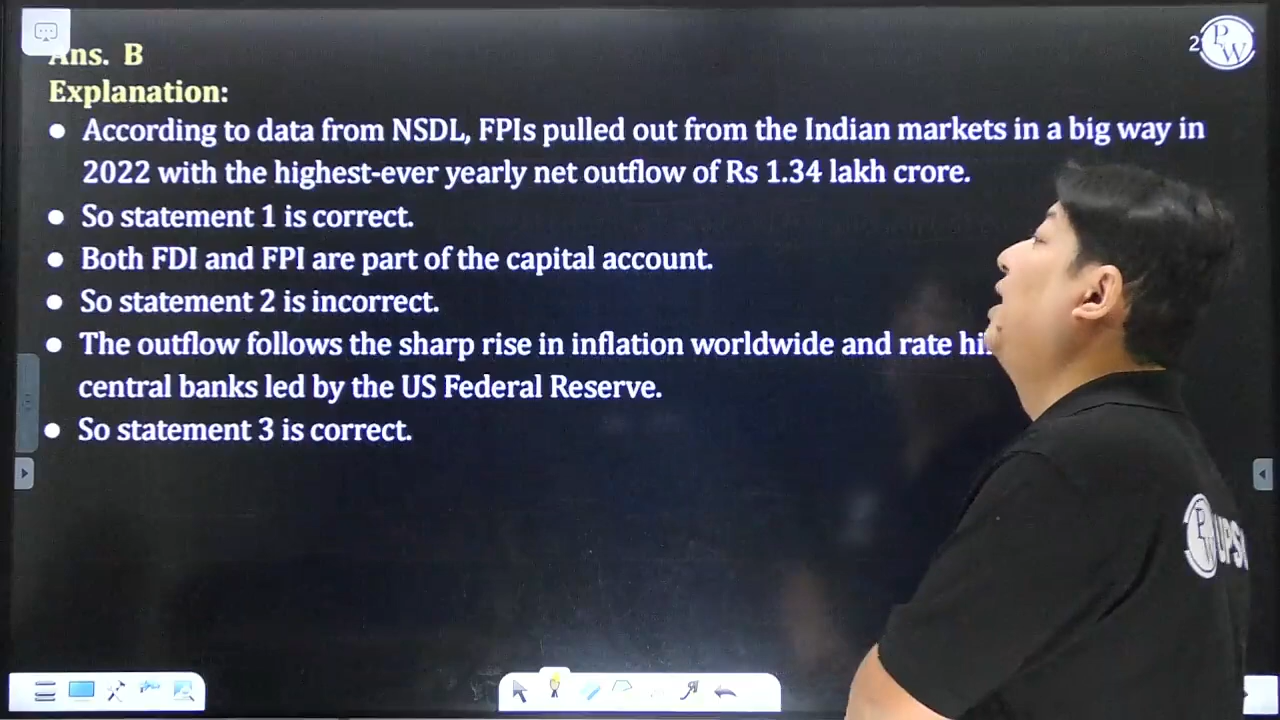 Ans. B
2
PW
Explanation:
● According to data from NSDL, FPIs pulled out from the Indian markets in a big way in
2022 with the highest-ever yearly net outflow of Rs 1.34 lakh crore.
● So statement 1 is correct.
● Both FDI and FPI are part of the capital account.
● So statement 2 is incorrect.
● The outflow follows the sharp rise in inflation worldwide and rate
central banks led by the US Federal Reserve.
● So statement 3 is correct.
PW UPS